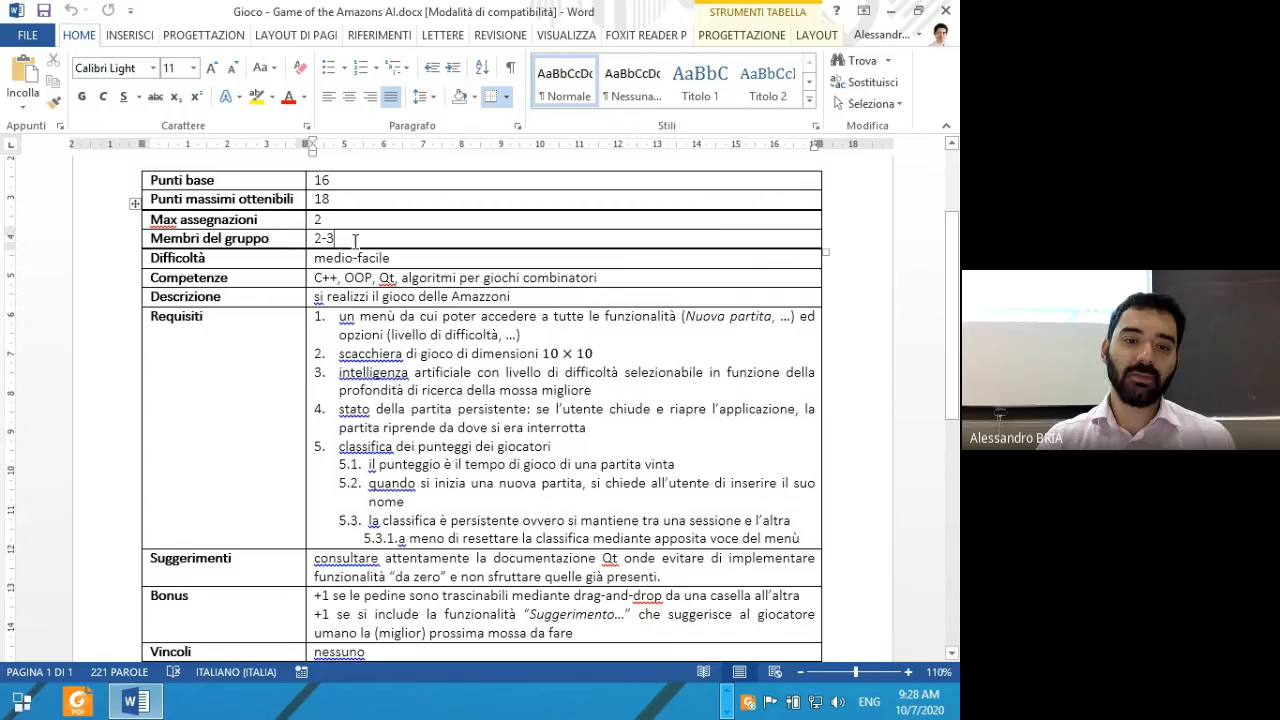 Gioco - Game of the Amazons AI.docx [Modalità di compatibilità] - Word
STRUMENTI TABELLA
FILE HOME INSERISCI PROGETTAZIONE LAYOUT DI PAGI RIFERIMENTI LETTERE REVISIONE VISUALIZZA FOXIT READER P PROGETTAZIONE LAYOUT Alessandr...
Incolla
Calibri Light 11
AaBbCcDc AaBbCcDc AaBbC AaBbCcl
¶ Normale ¶ Nessuna... Titolo 1 Titolo 2
Trova
Sostituisci
Seleziona
Appunti Carattere Paragrafo Stili Modifica
Punti base 16
Punti massimi ottenibili 18
Max assegnazioni 2
Membri del gruppo 2-3
Difficoltà medio-facile
Competenze C++, OOP, Qt, algoritmi per giochi combinatori
Descrizione si realizzi il gioco delle Amazzoni
Requisiti 1. un menù da cui poter accedere a tutte le funzionalità (Nuova partita, ...) ed
opzioni (livello di difficoltà, ...)
2. scacchiera di gioco di dimensioni 10 × 10
3. intelligenza artificiale con livello di difficoltà selezionabile in funzione della
profondità di ricerca della mossa migliore
4. stato della partita persistente: se l'utente chiude e riapre l'applicazione, la
partita riprende da dove si era interrotta
5. classifica dei punteggi dei giocatori
5.1. il punteggio è il tempo di gioco di una partita vinta
5.2. quando si inizia una nuova partita, si chiede all'utente di inserire il suo
nome
5.3. la classifica è persistente ovvero si mantiene tra una sessione e l'altra
5.3.1.a meno di resettare la classifica mediante apposita voce del menù
Suggerimenti consultare attentamente la documentazione Qt onde evitare di implementare
funzionalità "da zero" e non sfruttare quelle già presenti.
Bonus +1 se le pedine sono trascinabili mediante drag-and-drop da una casella all'altra
+1 se si include la funzionalità "Suggerimento..." che suggerisce al giocatore
umano la (miglior) prossima mossa da fare
Vincoli nessuno
PAGINA 1 DI 1 221 PAROLE ITALIANO (ITALIA) 110%
ENG
9:28 AM
10/7/2020
Alessandro BRIA